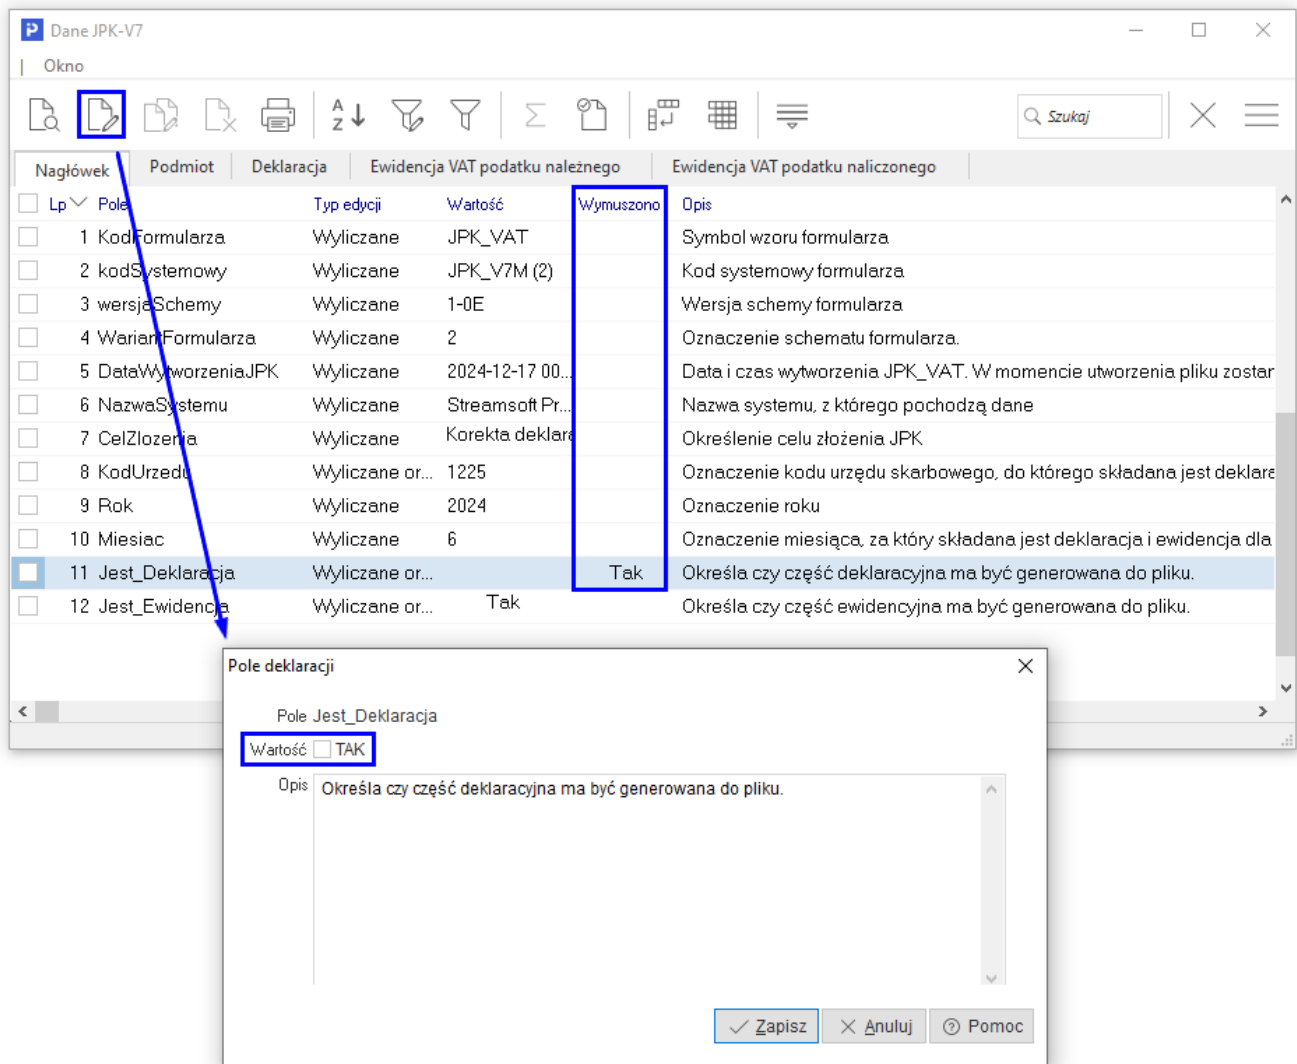 Dane JPK-V7
Okno
Szukaj
Nagłówek Podmiot Deklaracja Ewidencja VAT podatku należnego Ewidencja VAT podatku naliczonego
Lp Pole Typ edycji Wartość Wymuszono Opis
1 KodFormularza Wyliczane JPK_VAT Symbol wzoru formularza
2 kodSystemowy Wyliczane JPK_V7M (2) Kod systemowy formularza
3 wersjaSchemy Wyliczane 1-0E Wersja schemy formularza
4 WariantFormularza Wyliczane 2 Oznaczenie schematu formularza.
5 DataWytworzeniaJPK Wyliczane 2024-12-17 00... Data i czas wytworzenia JPK_VAT. W momencie utworzenia pliku zostan
6 NazwaSystemu Wyliczane Streamsoft Pr... Nazwa systemu, z którego pochodzą dane
7 CelZlozenia Wyliczane Korekta deklara Określenie celu złożenia JPK
8 KodUrzedu Wyliczane or... 1225 Oznaczenie kodu urzędu skarbowego, do którego składana jest deklara
9 Rok Wyliczane 2024 Oznaczenie roku
10 Miesiac Wyliczane 6 Oznaczenie miesiąca, za który składana jest deklaracja i ewidencja dla
11 Jest_Deklaracja Wyliczane or... Tak Określa czy część deklaracyjna ma być generowana do pliku.
12 Jest_Ewidencja Wyliczane or... Tak Określa czy część ewidencyjna ma być generowana do pliku.
Pole deklaracji
Pole Jest_Deklaracja
Wartość TAK
Opis Określa czy część deklaracyjna ma być generowana do pliku.
Zapisz Anuluj Pomoc